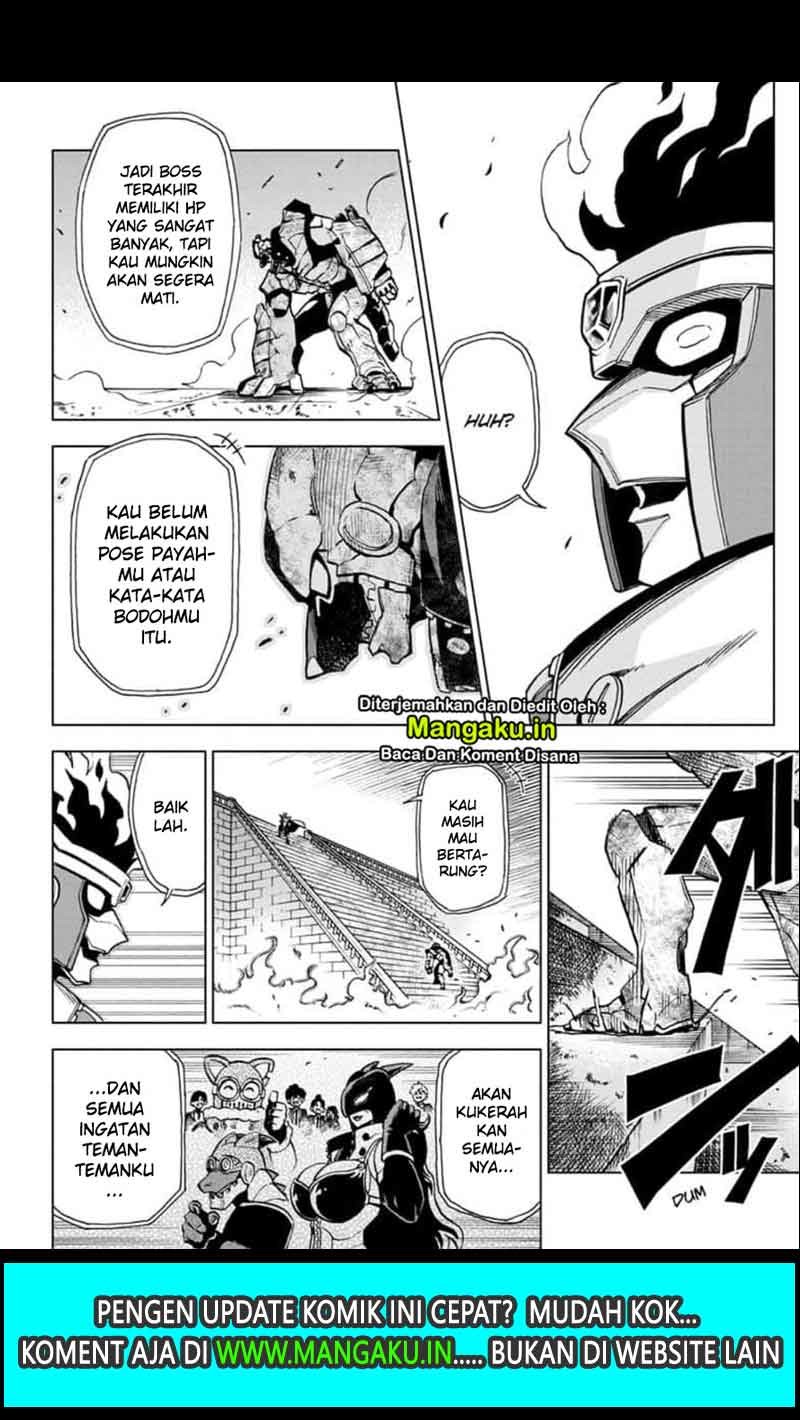 HUH?
JADI BOSS
TERAKHIR
MEMILIKI HP
YANG SANGAT
BANYAK, TAPI
KAU MUNGKIN
AKAN SEGERA
MATI.
KAU BELUM
MELAKUKAN
POSE PAYAH-
MU ATAU
KATA-KATA
BODOHMU
ITU.
Diterjemahkan dan Diedit Oleh :
Mangaku.in
Baca Dan Koment Disana
DUM
KAU
MASIH
MAU
BERTA-
RUNG?
BAIK
LAH.
AKAN
KUKERAH
KAN
SEMUA-
NYA...
...DAN
SEMUA
INGATAN
TEMAN-
TEMANKU
...
PENGEN UPDATE KOMIK INI CEPAT? MUDAH KOK...
KOMENT AJA DI WWW.MANGAKU.IN..... BUKAN DI WEBSITE LAIN